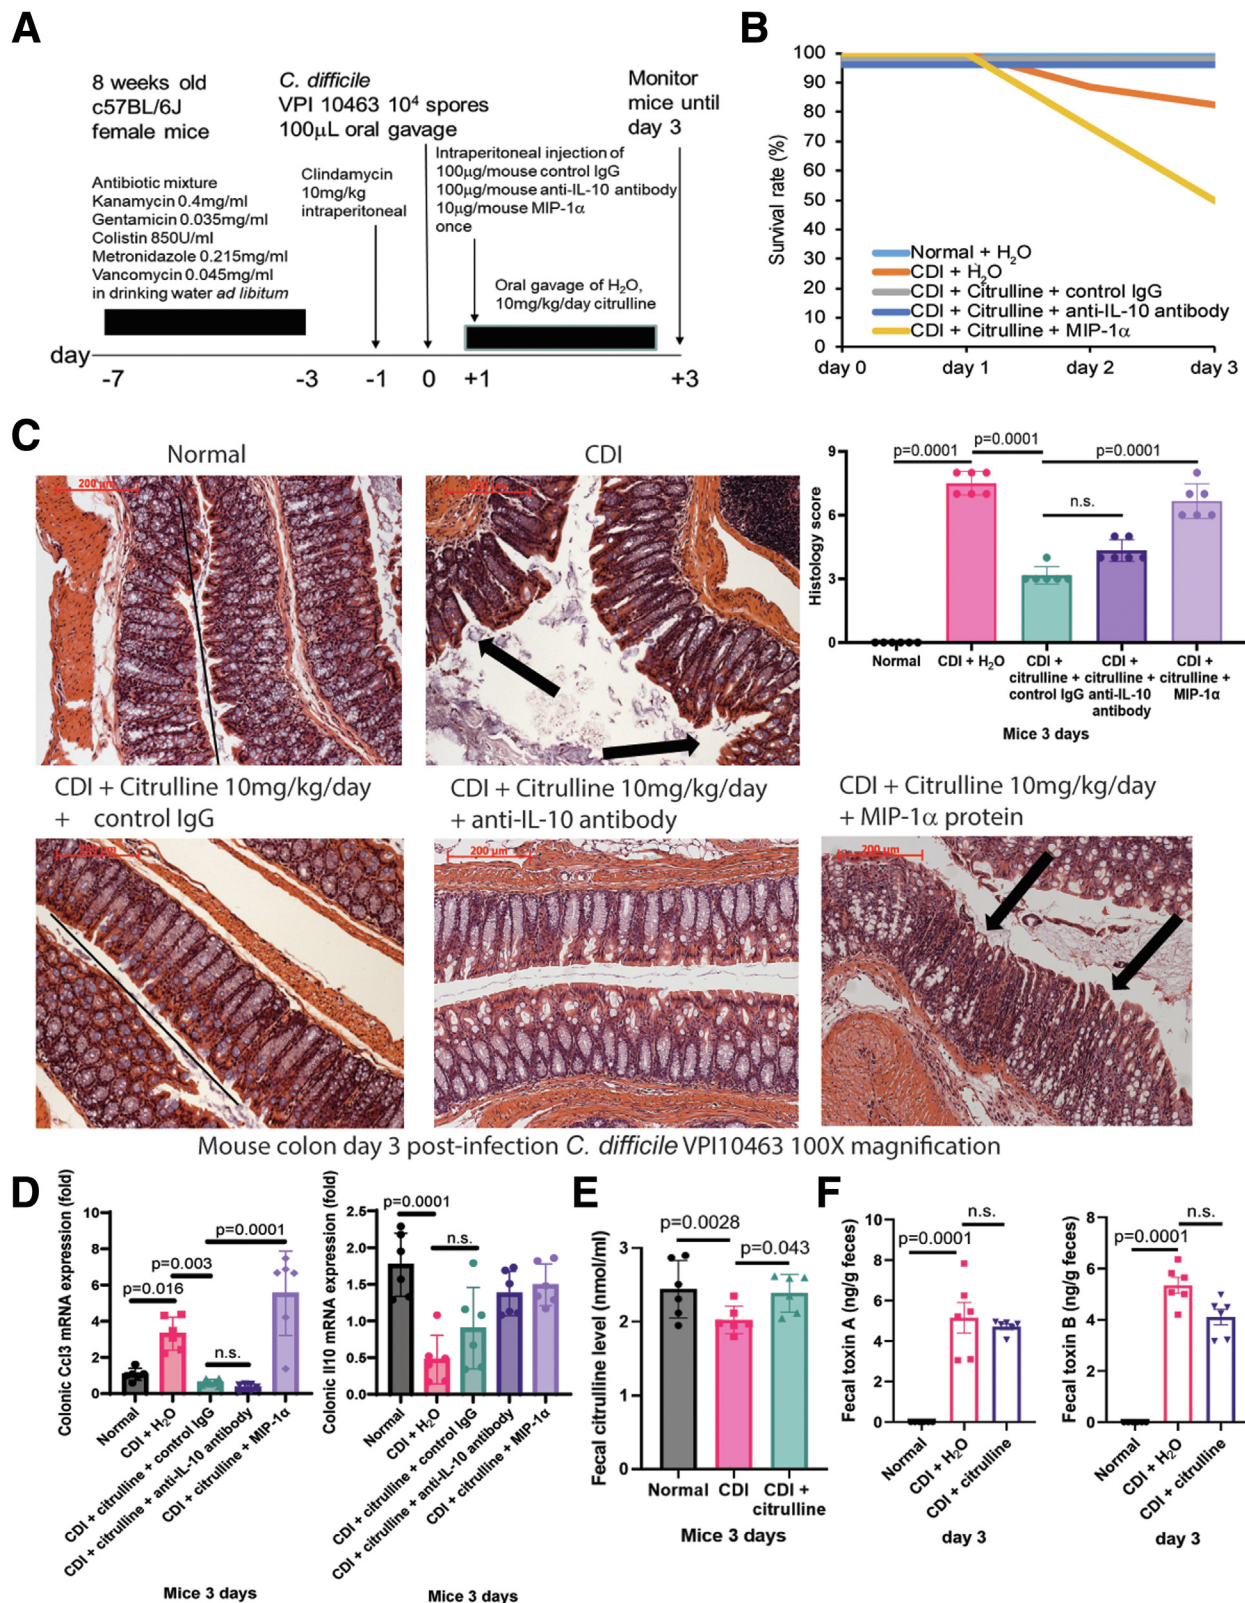 A
8 weeks old
c57BL/6J
female mice
C. difficile
VPI 10463 10⁴ spores
100μL oral gavage
Monitor
mice until
day 3
Antibiotic mixture
Kanamycin 0.4mg/ml
Gentamicin 0.035mg/ml
Colistin 850U/ml
Metronidazole 0.215mg/ml
Vancomycin 0.045mg/ml
in drinking water ad libitum
Clindamycin
10mg/kg
intraperitoneal
Intraperitoneal injection of
100μg/mouse control IgG
100μg/mouse anti-IL-10 antibody
10μg/mouse MIP-1α
once
Oral gavage of H₂O,
10mg/kg/day citrulline
day
-7 -3 -1 0 +1 +3
B
Survival rate (%)
100
90
80
70
60
50
40
30
20
10
0
Normal + H₂O
CDI + H₂O
CDI + Citrulline + control IgG
CDI + Citrulline + anti-IL-10 antibody
CDI + Citrulline + MIP-1α
day 0 day 1 day 2 day 3
C
Normal
200 μm
CDI
200 μm
Histology score
9
6
3
0
p=0.0001
p=0.0001
p=0.0001
n.s.
Normal
CDI + H₂O
CDI +
citrulline +
control IgG
CDI +
citrulline +
anti-IL-10
antibody
CDI +
citrulline +
MIP-1α
Mice 3 days
CDI + Citrulline 10mg/kg/day
+ control IgG
200 μm
CDI + Citrulline 10mg/kg/day
+ anti-IL-10 antibody
200 μm
CDI + Citrulline 10mg/kg/day
+ MIP-1α protein
200 μm
Mouse colon day 3 post-infection C. difficile VPI10463 100X magnification
D
Colonic Ccl3 mRNA expression (fold)
10
8
6
4
2
0
p=0.0001
p=0.003
p=0.016
n.s.
Normal
CDI + H₂O
CDI + citrulline + control IgG
CDI + citrulline + anti-IL-10 antibody
CDI + citrulline + MIP-1α
Mice 3 days
Colonic Il10 mRNA expression (fold)
2.5
2.0
1.5
1.0
0.5
0.0
p=0.0001
n.s.
Normal
CDI + H₂O
CDI + citrulline + control IgG
CDI + citrulline + anti-IL-10 antibody
CDI + citrulline + MIP-1α
Mice 3 days
E
Fecal citrulline level (nmol/ml)
3
2
1
0
p=0.0028
p=0.043
Normal
CDI
CDI +
citrulline
Mice 3 days
F
Fecal toxin A (ng/g feces)
10
8
6
4
2
0
n.s.
p=0.0001
Normal
CDI + H₂O
CDI + citrulline
day 3
Fecal toxin B (ng/g feces)
8
6
4
2
0
n.s.
p=0.0001
Normal
CDI + H₂O
CDI + citrulline
day 3